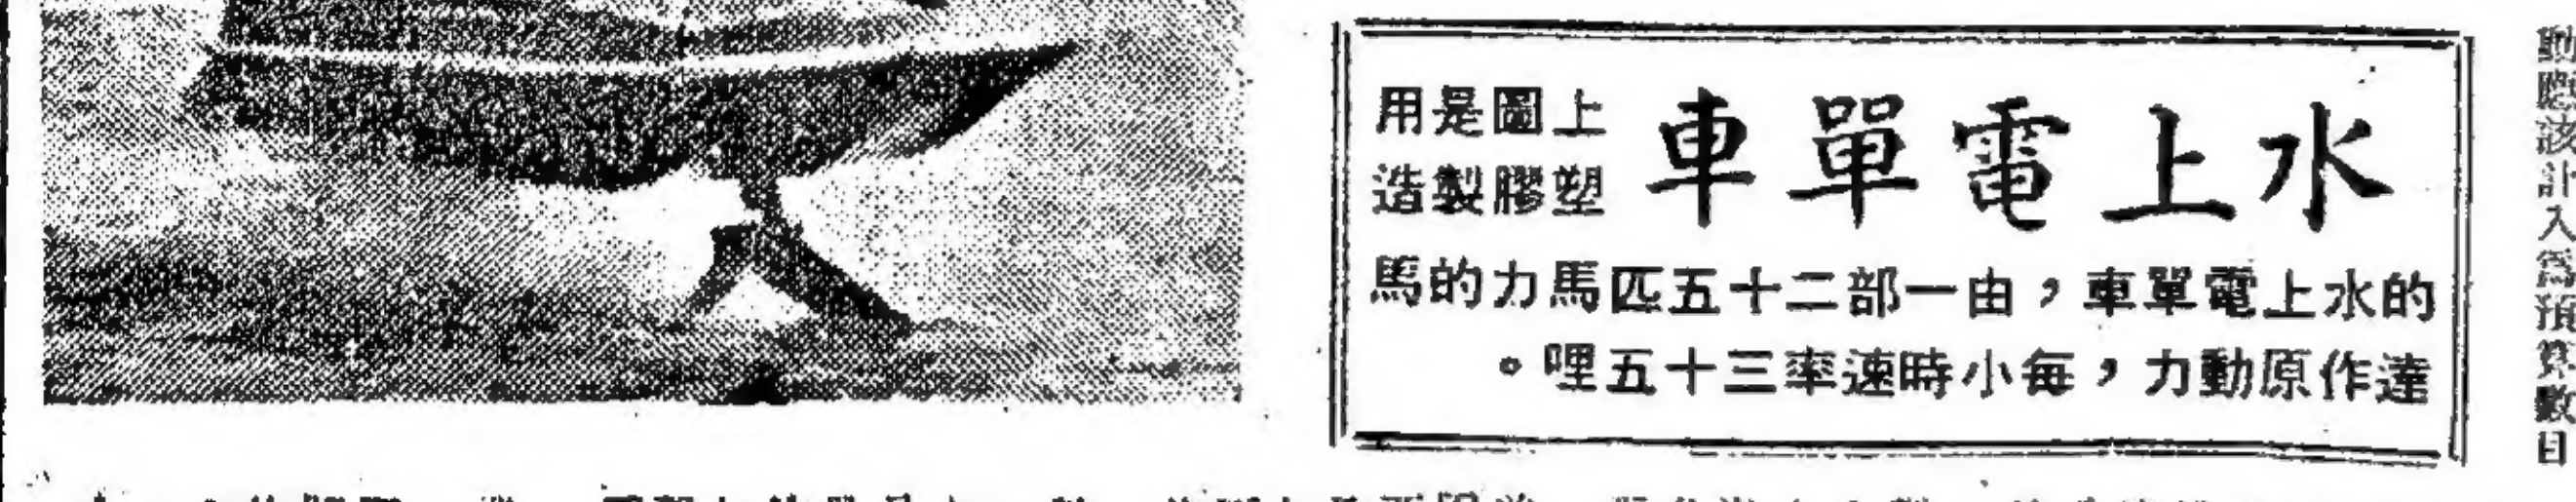 水上電單車
上圖是用
塑膠製造
的水上電單車，由一部二十五匹馬力的馬
達作原動力，每小時速率三十五哩。
動應該計入為預算數目